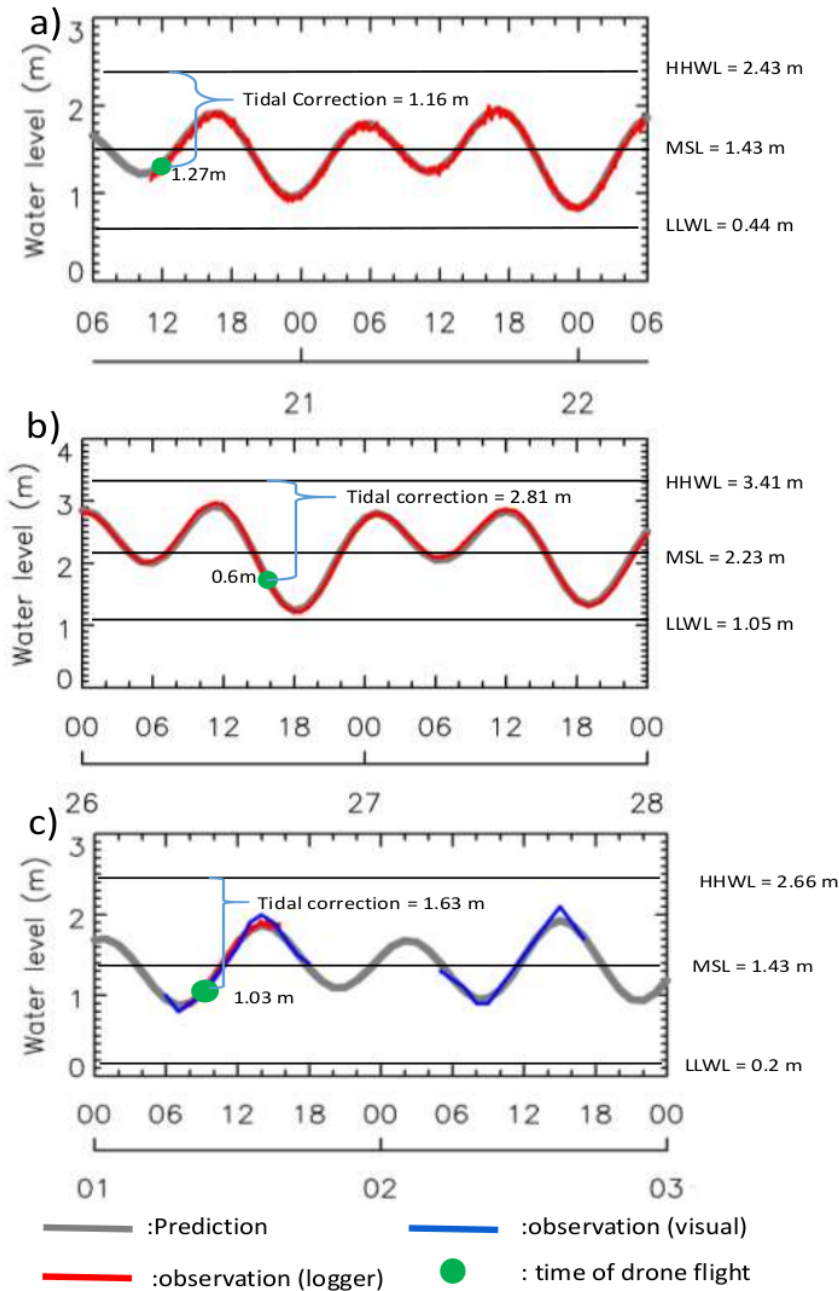 a)
Water level (m)
3
2
1
0
HHWL = 2.43 m
Tidal Correction = 1.16 m
MSL = 1.43 m
1.27m
LLWL = 0.44 m
06 12 18 00 06 12 18 00 06
21 22
b)
Water level (m)
4
3
2
1
0
HHWL = 3.41 m
Tidal correction = 2.81 m
MSL = 2.23 m
0.6m
LLWL = 1.05 m
00 06 12 18 00 06 12 18 00
26 27 28
c)
Water level (m)
3
2
1
0
HHWL = 2.66 m
Tidal correction = 1.63 m
MSL = 1.43 m
1.03 m
LLWL = 0.2 m
00 06 12 18 00 06 12 18 00
01 02 03
:Prediction :observation (visual)
:observation (logger) : time of drone flight